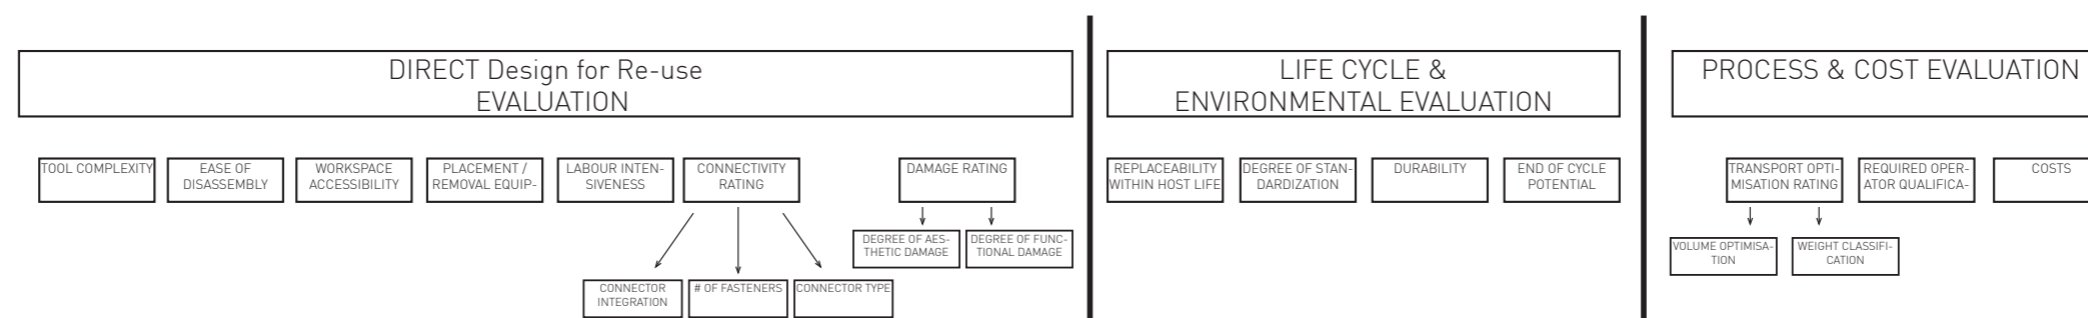 DIRECT Design for Re-use
EVALUATION
LIFE CYCLE &
ENVIRONMENTAL EVALUATION
PROCESS & COST EVALUATION
TOOL COMPLEXITY
EASE OF
DISASSEMBLY
WORKSPACE
ACCESSIBILITY
PLACEMENT /
REMOVAL EQUIP-
LABOUR INTEN-
SIVENESS
CONNECTIVITY
RATING
DAMAGE RATING
REPLACEABILITY
WITHIN HOST LIFE
DEGREE OF STAN-
DARDIZATION
DURABILITY
END OF CYCLE
POTENTIAL
TRANSPORT OPTI-
MISATION RATING
REQUIRED OPER-
ATOR QUALIFICA-
COSTS
DEGREE OF AES-
THETIC DAMAGE
DEGREE OF FUNC-
TIONAL DAMAGE
VOLUME OPTIMISA-
TION
WEIGHT CLASSIFI-
CATION
CONNECTOR
INTEGRATION
# OF FASTENERS
CONNECTOR TYPE